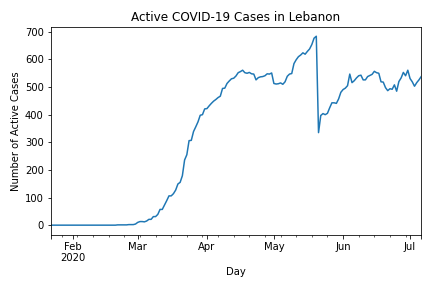 Active COVID-19 Cases in Lebanon
Number of Active Cases
700
600
500
400
300
200
100
0
Feb Mar Apr May Jun Jul
2020
Day